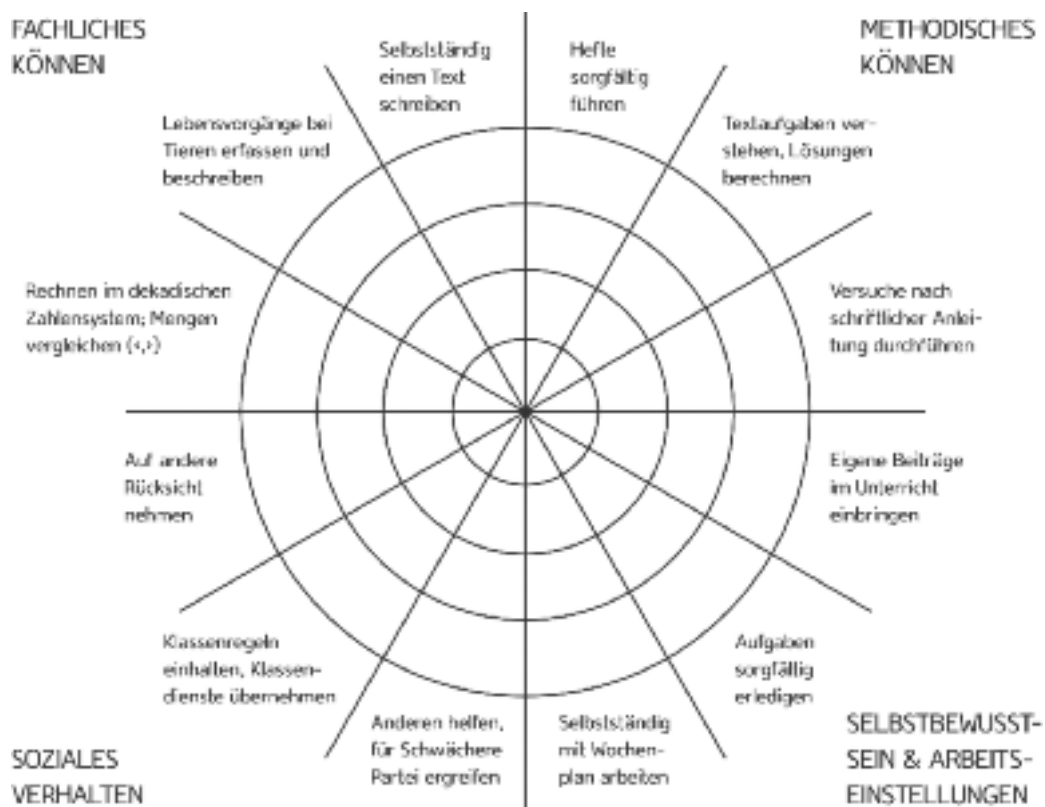 FACHLICHES
KÖNNEN
Selbstständig
einen Text
schreiben
Hefte
sorgfältig
führen
METHODISCHES
KÖNNEN
Lebensvorgänge bei
Tieren erfassen und
beschreiben
Textaufgaben ver-
stehen, Lösungen
berechnen
Rechnen im dekadischen
Zahlensystem; Mengen
vergleichen (<,>)
Versuche nach
schriftlicher Anlei-
tung durchführen
Auf andere
Rücksicht
nehmen
Eigene Beiträge
im Unterricht
einbringen
Klassenregeln
einhalten, Klassen-
dienste übernehmen
Aufgaben
sorgfältig
erledigen
Anderen helfen,
für Schwächere
Partei ergreifen
Selbstständig
mit Wochen-
plan arbeiten
SOZIALES
VERHALTEN
SELBSTBEWUSST-
SEIN & ARBEITS-
EINSTELLUNGEN